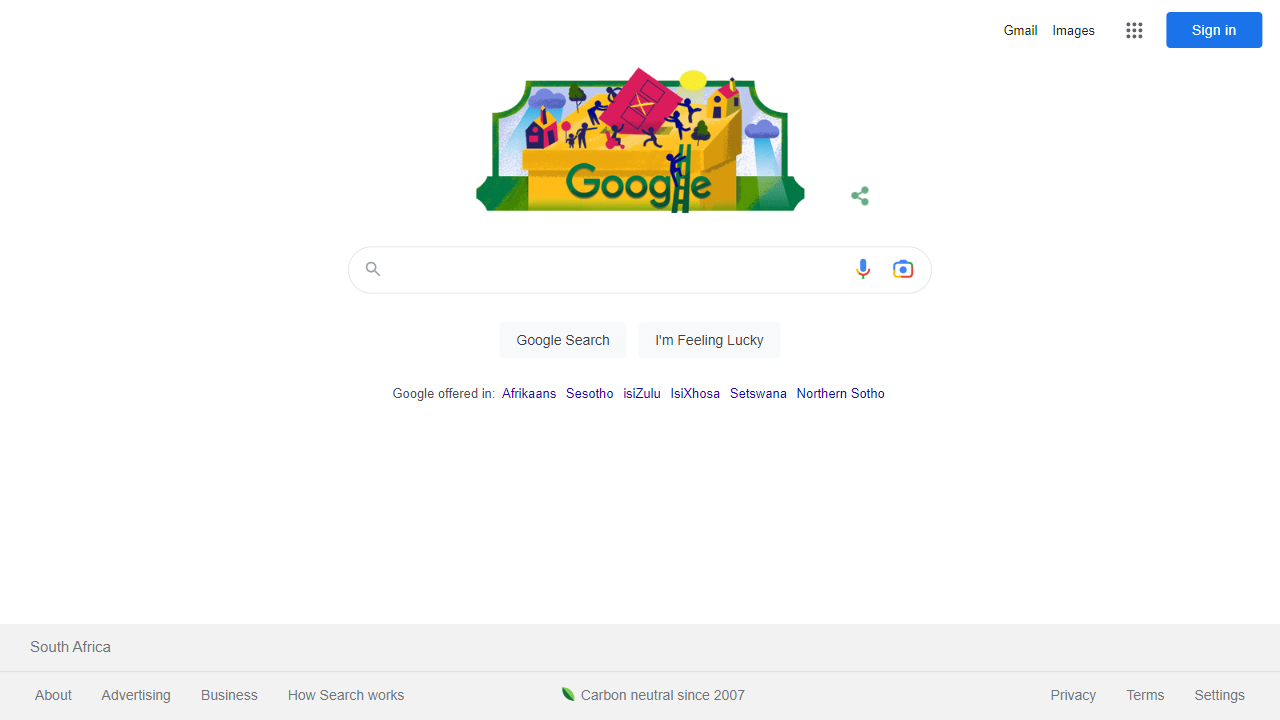 Gmail Images Sign in
Google
Google Search I'm Feeling Lucky
Google offered in: Afrikaans Sesotho isiZulu IsiXhosa Setswana Northern Sotho
South Africa
About Advertising Business How Search works Carbon neutral since 2007 Privacy Terms Settings